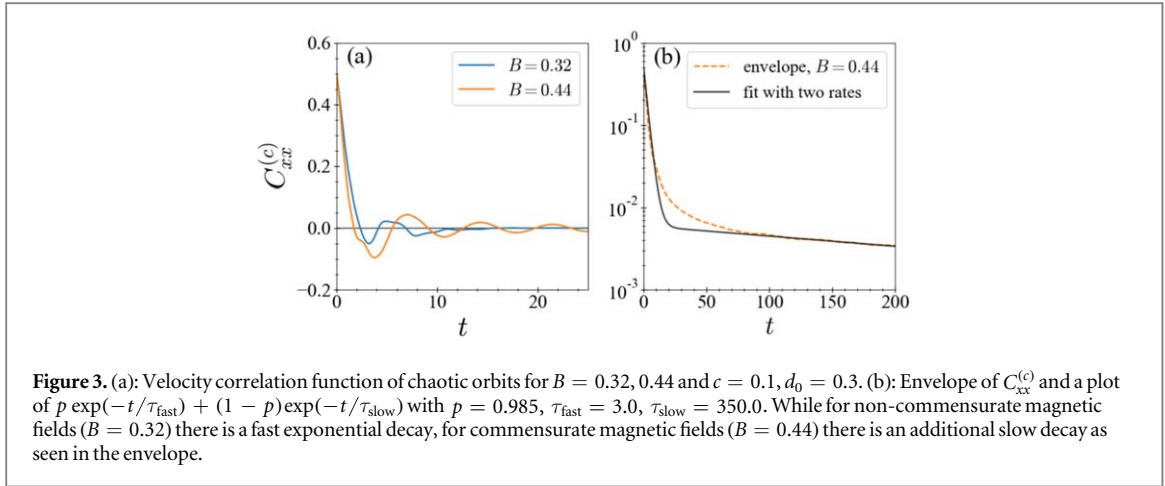 (a)
B = 0.32
B = 0.44
0.6
0.4
0.2
0.0
−0.2
C_{xx}^{(c)}
0
10
20
t
(b)
envelope, B = 0.44
fit with two rates
10^0
10^-1
10^-2
10^-3
0
50
100
150
200
t
Figure 3. (a): Velocity correlation function of chaotic orbits for B = 0.32, 0.44 and c = 0.1, d_0 = 0.3. (b): Envelope of C_{xx}^{(c)} and a plot
of p exp(−t/τ_fast) + (1 − p)exp(−t/τ_slow) with p = 0.985, τ_fast = 3.0, τ_slow = 350.0. While for non-commensurate magnetic
fields (B = 0.32) there is a fast exponential decay, for commensurate magnetic fields (B = 0.44) there is an additional slow decay as
seen in the envelope.